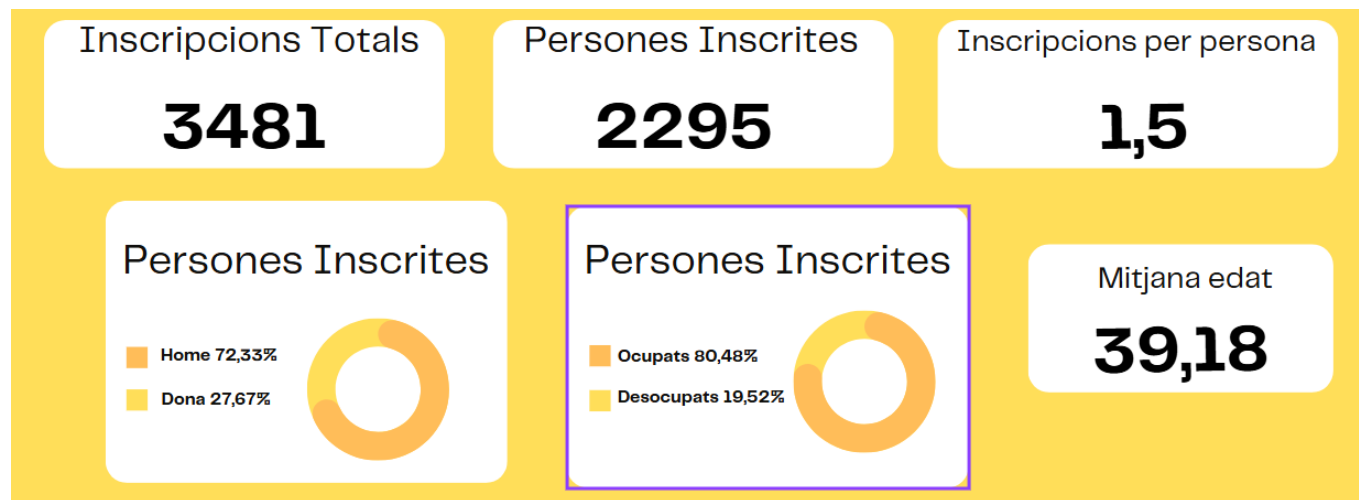 Inscripcions Totals
3481
Persones Inscrites
2295
Inscripcions per persona
1,5
Persones Inscrites
Home 72,33%
Dona 27,67%
Persones Inscrites
Ocupats 80,48%
Desocupats 19,52%
Mitjana edat
39,18